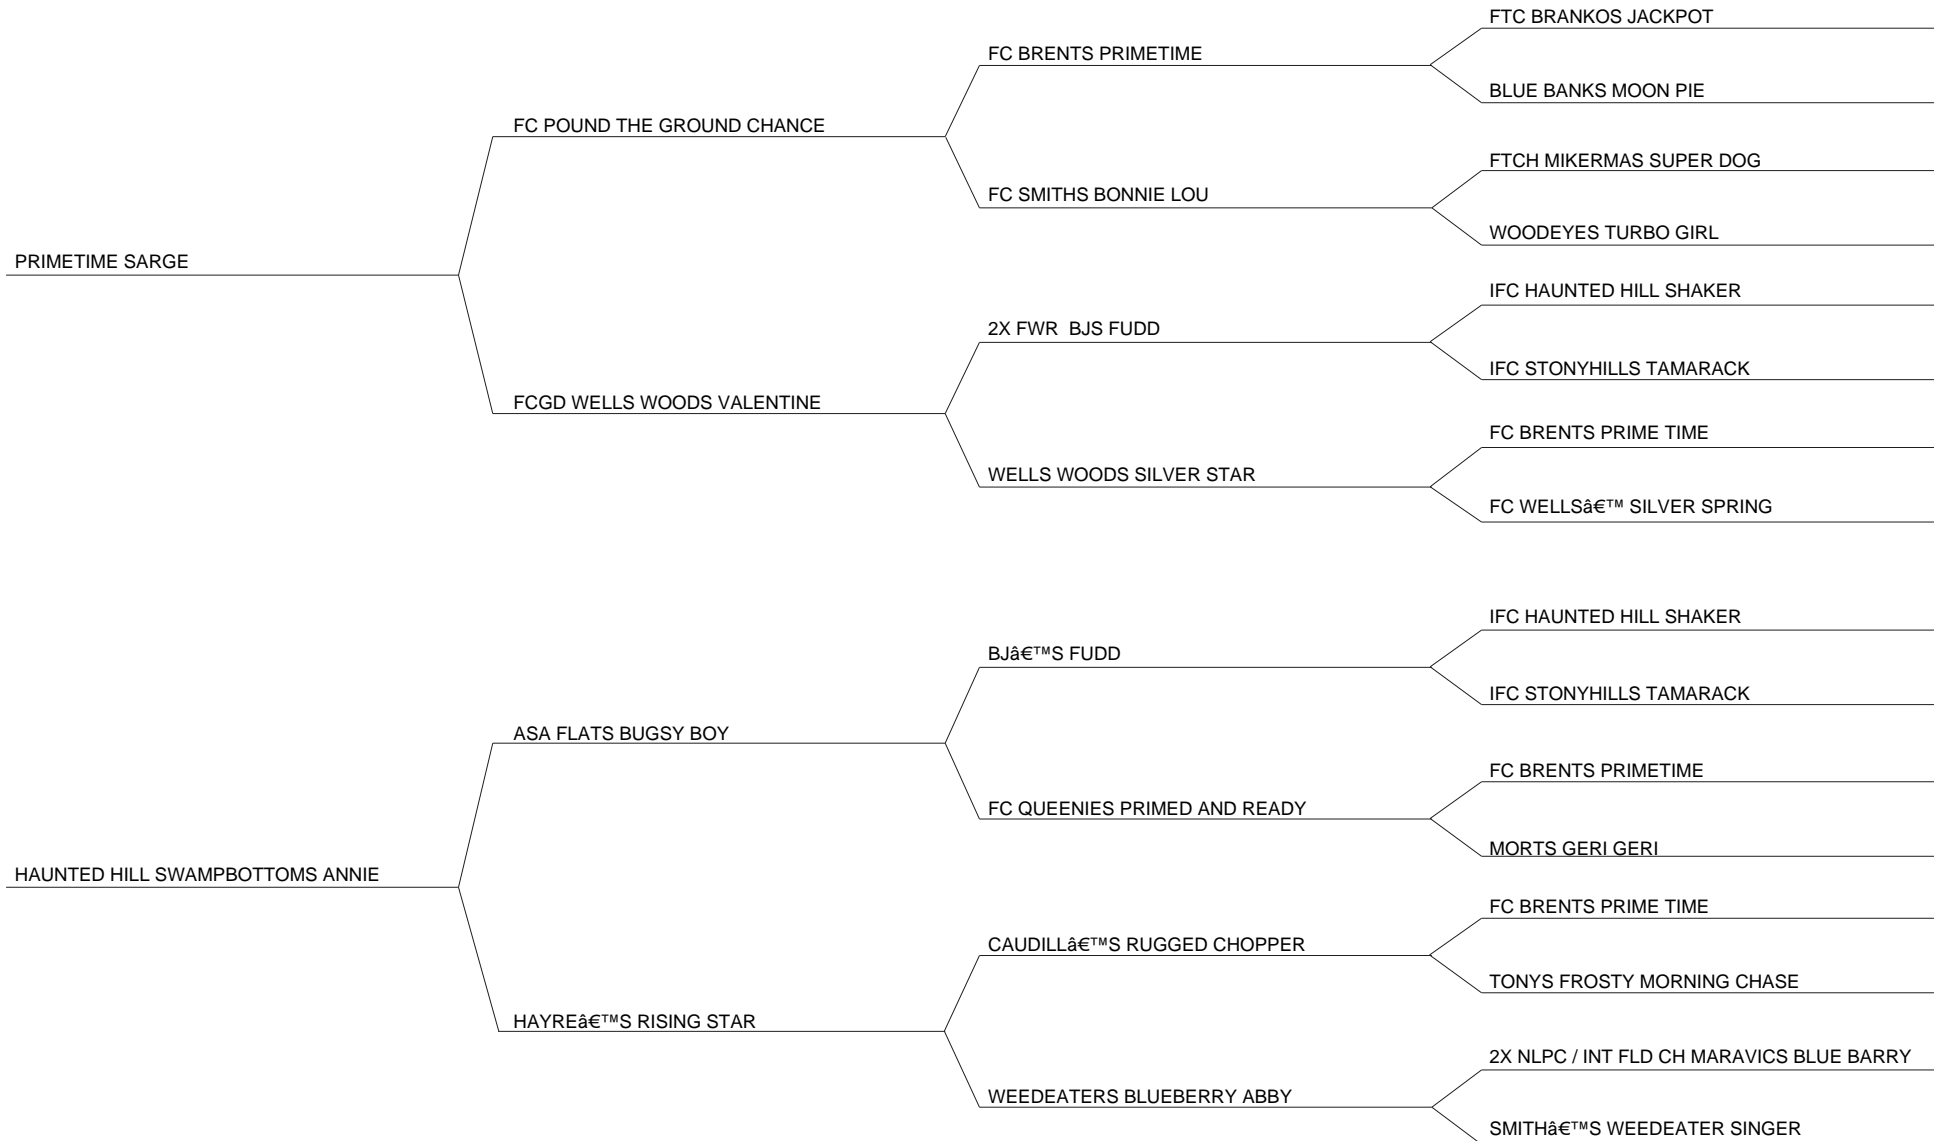 FTC BRANKOS JACKPOT
FC BRENTS PRIMETIME
BLUE BANKS MOON PIE
FC POUND THE GROUND CHANCE
FTCH MIKERMAS SUPER DOG
FC SMITHS BONNIE LOU
WOODEYES TURBO GIRL
PRIMETIME SARGE
IFC HAUNTED HILL SHAKER
2X FWR  BJS FUDD
IFC STONYHILLS TAMARACK
FCGD WELLS WOODS VALENTINE
FC BRENTS PRIME TIME
WELLS WOODS SILVER STAR
FC WELLSâ€™ SILVER SPRING
IFC HAUNTED HILL SHAKER
BJâ€™S FUDD
IFC STONYHILLS TAMARACK
ASA FLATS BUGSY BOY
FC BRENTS PRIMETIME
FC QUEENIES PRIMED AND READY
MORTS GERI GERI
HAUNTED HILL SWAMPBOTTOMS ANNIE
FC BRENTS PRIME TIME
CAUDILLâ€™S RUGGED CHOPPER
TONYS FROSTY MORNING CHASE
HAYREâ€™S RISING STAR
2X NLPC / INT FLD CH MARAVICS BLUE BARRY
WEEDEATERS BLUEBERRY ABBY
SMITHâ€™S WEEDEATER SINGER